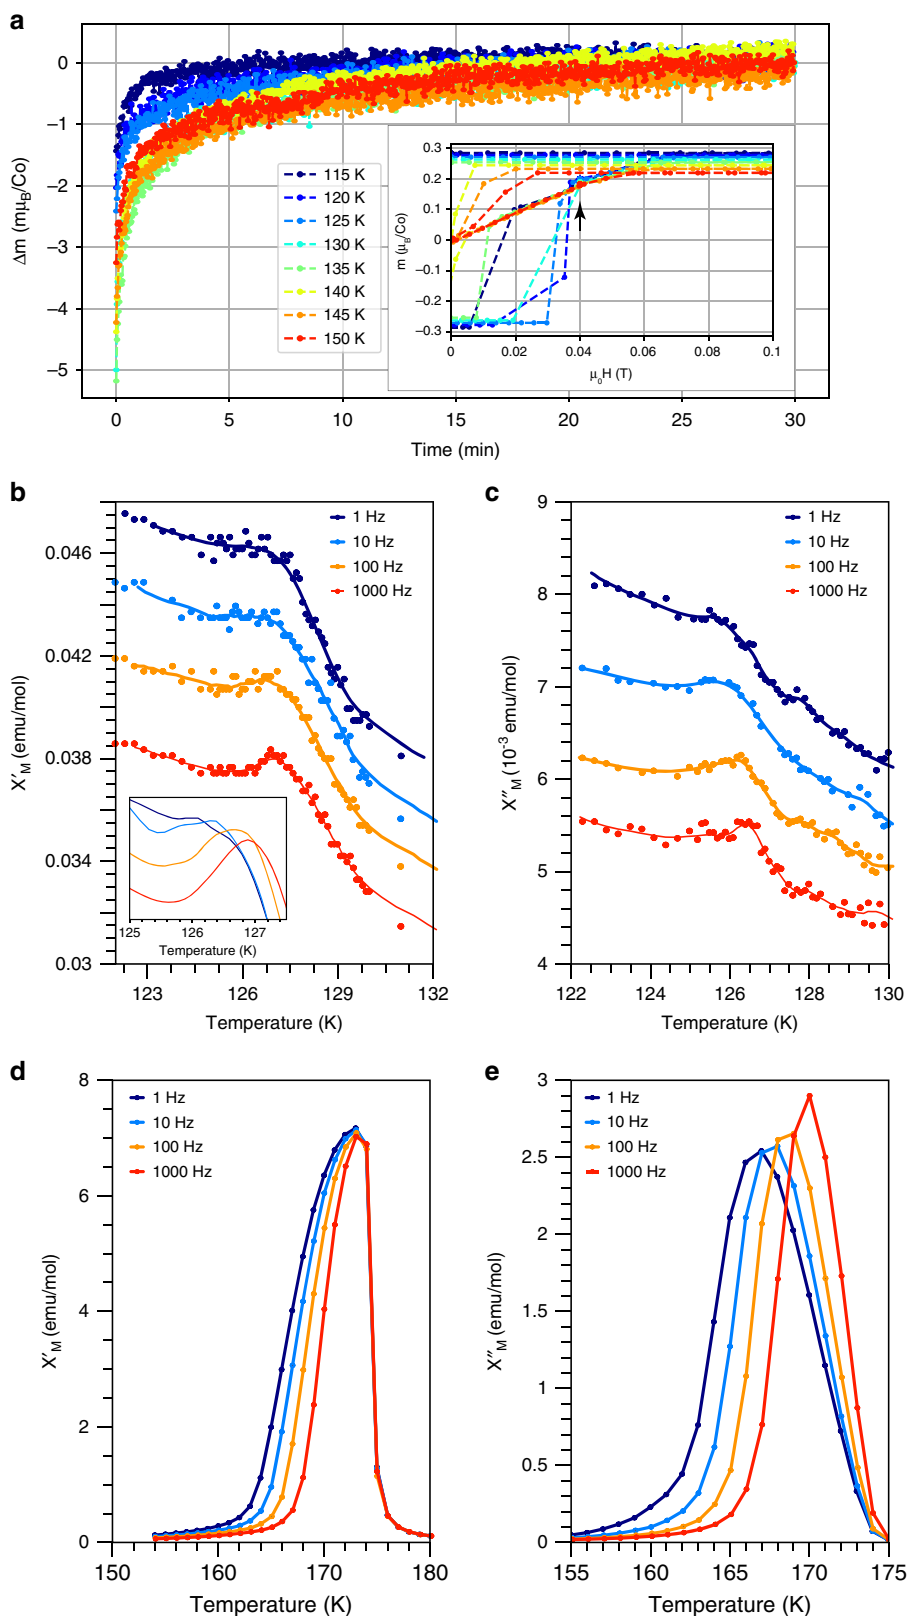 a
0
−1
−2
−3
−4
−5
Δm (mμB/Co)
115 K
120 K
125 K
130 K
135 K
140 K
145 K
150 K
0.3
0.2
0.1
0
−0.1
−0.2
−0.3
m (μB/Co)
0 0.02 0.04 0.06 0.08 0.1
μ0H (T)
0 5 10 15 20 25 30
Time (min)
b
1 Hz
10 Hz
100 Hz
1000 Hz
0.046
0.042
0.038
0.034
0.03
X′M (emu/mol)
125 126 127
Temperature (K)
123 126 129 132
Temperature (K)
c
1 Hz
10 Hz
100 Hz
1000 Hz
9
8
7
6
5
4
X″M (10-3 emu/mol)
122 124 126 128 130
Temperature (K)
d
1 Hz
10 Hz
100 Hz
1000 Hz
8
6
4
2
0
X′M (emu/mol)
150 160 170 180
Temperature (K)
e
1 Hz
10 Hz
100 Hz
1000 Hz
3
2.5
2
1.5
1
0.5
0
X″M (emu/mol)
155 160 165 170 175
Temperature (K)